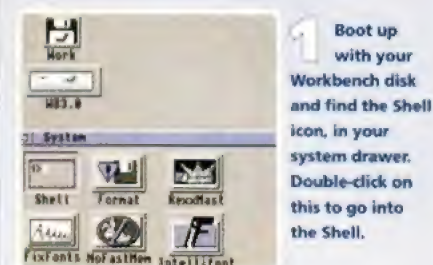 Work
WB3.0
System
Shell
Format
RexxMast
FixFonts
NoFastMem
Intellifont
1 Boot up
with your
Workbench disk
and find the Shell
icon, in your
system drawer.
Double-click on
this to go into
the Shell.